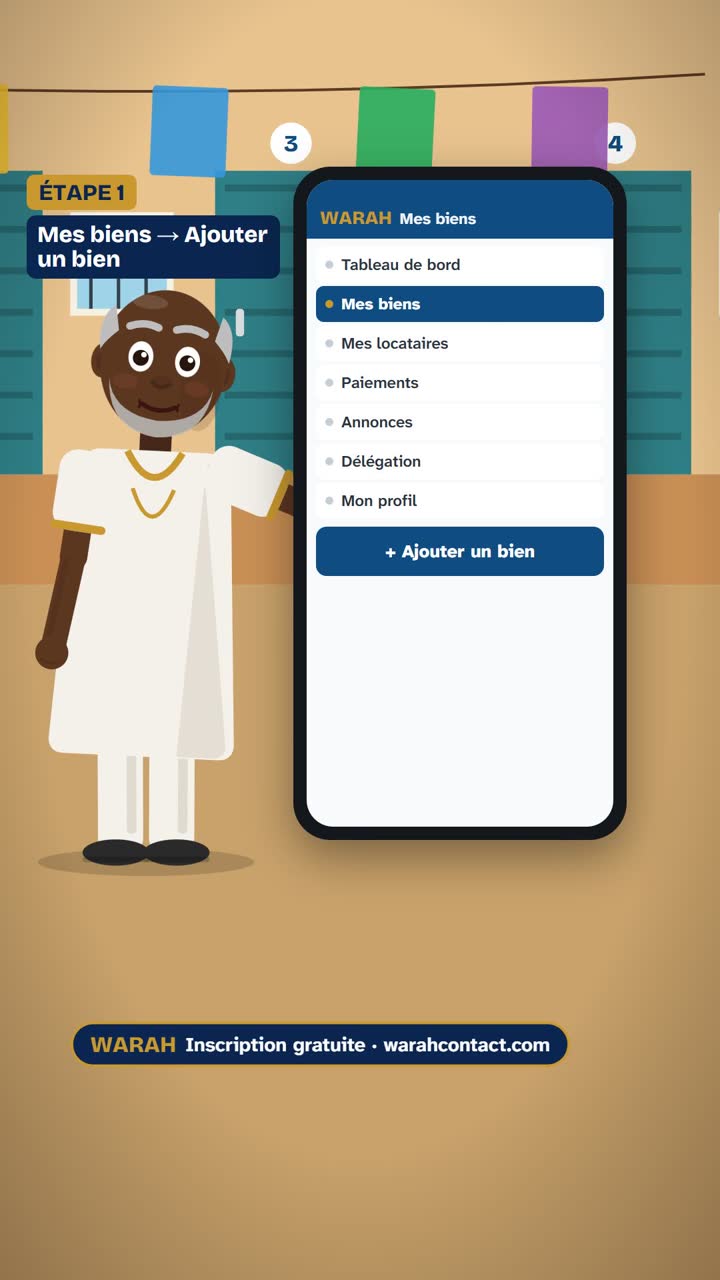 3
4
ÉTAPE 1
Mes biens → Ajouter
un bien
WARAH Mes biens
Tableau de bord
Mes biens
Mes locataires
Paiements
Annonces
Délégation
Mon profil
+ Ajouter un bien
WARAH Inscription gratuite · warahcontact.com